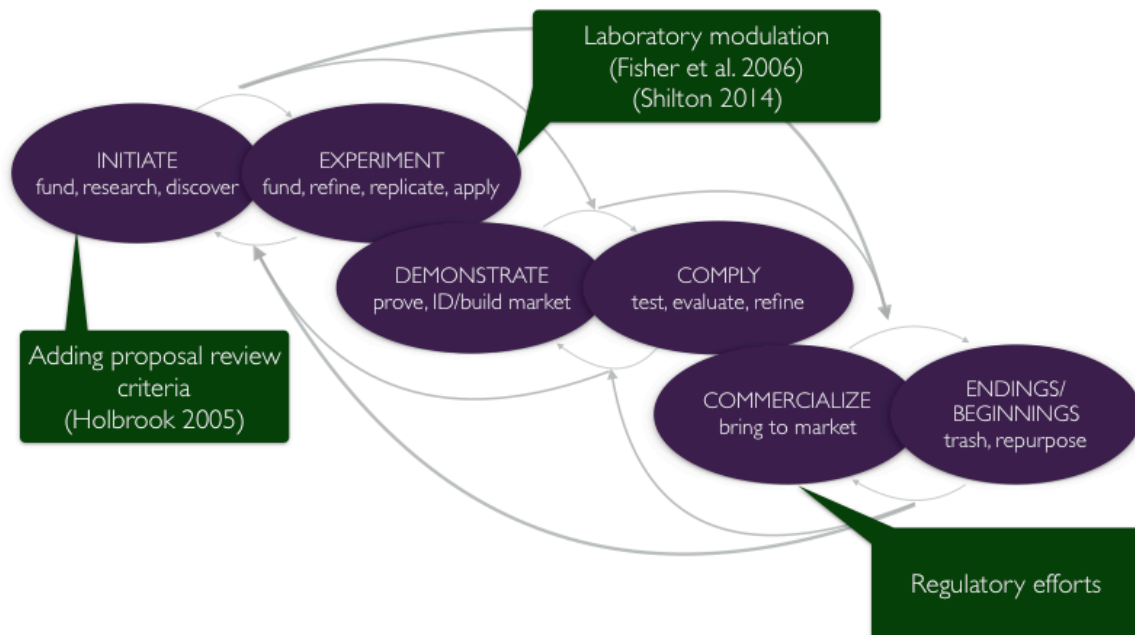 Laboratory modulation
(Fisher et al. 2006)
(Shilton 2014)
INITIATE
fund, research, discover
EXPERIMENT
fund, refine, replicate, apply
DEMONSTRATE
prove, ID/build market
COMPLY
test, evaluate, refine
Adding proposal review
criteria
(Holbrook 2005)
COMMERCIALIZE
bring to market
ENDINGS/
BEGINNINGS
trash, repurpose
Regulatory efforts